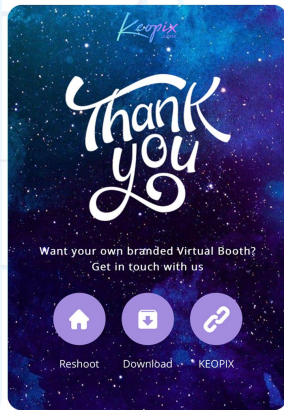 Keopix
Thank
you
Want your own branded Virtual Booth?
Get in touch with us
Reshoot Download KEOPIX